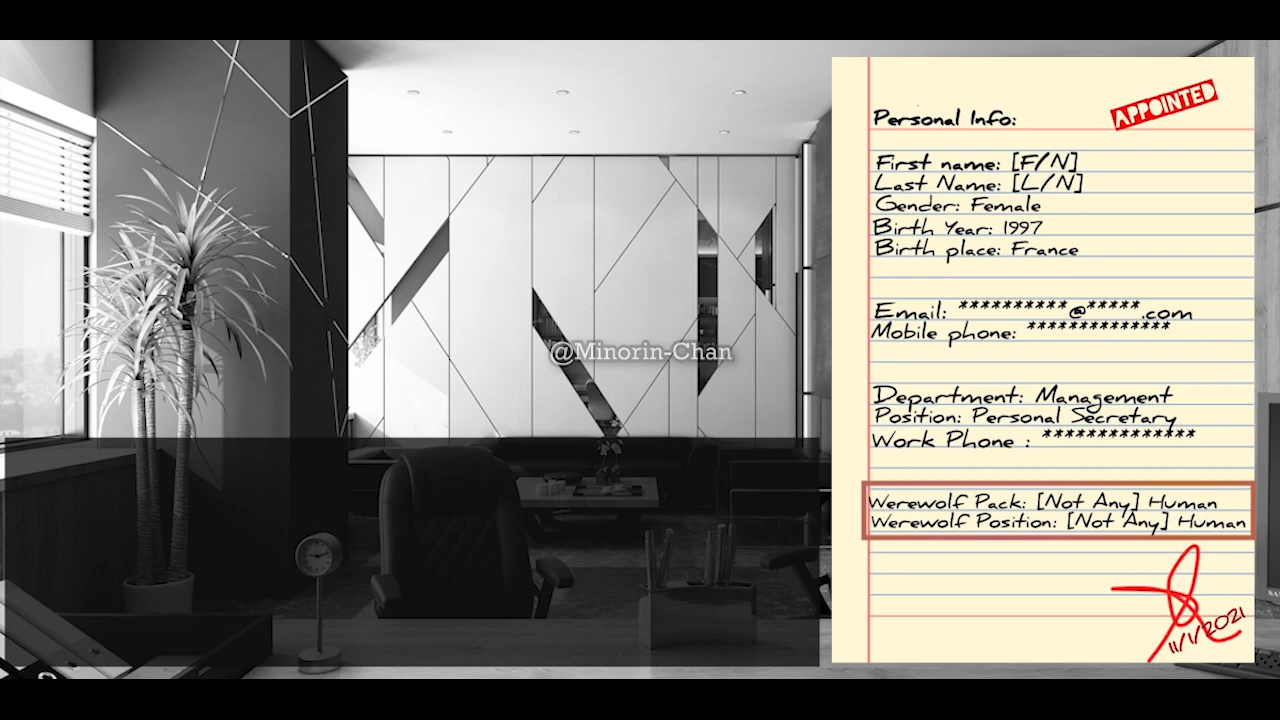 Personal Info:
APPOINTED
First name: [F/N]
Last Name: [L/N]
Gender: Female
Birth Year: 1997
Birth place: France
Email: **********@*****.com
Mobile phone: **************
Department: Management
Position: Personal Secretary
Work Phone : **************
Werewolf Pack: [Not Any] Human
Werewolf Position: [Not Any] Human
11/1/2021
@Minorin-Chan